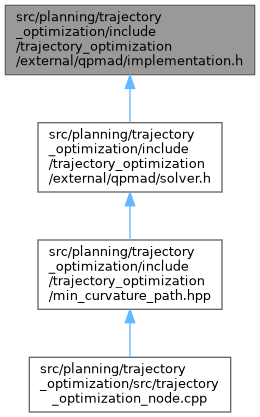 src/planning/trajectory
_optimization/include
/trajectory_optimization
/external/qpmad/implementation.h
src/planning/trajectory
_optimization/include
/trajectory_optimization
/external/qpmad/solver.h
src/planning/trajectory
_optimization/include
/trajectory_optimization
/min_curvature_path.hpp
src/planning/trajectory
_optimization/src/trajectory
_optimization_node.cpp